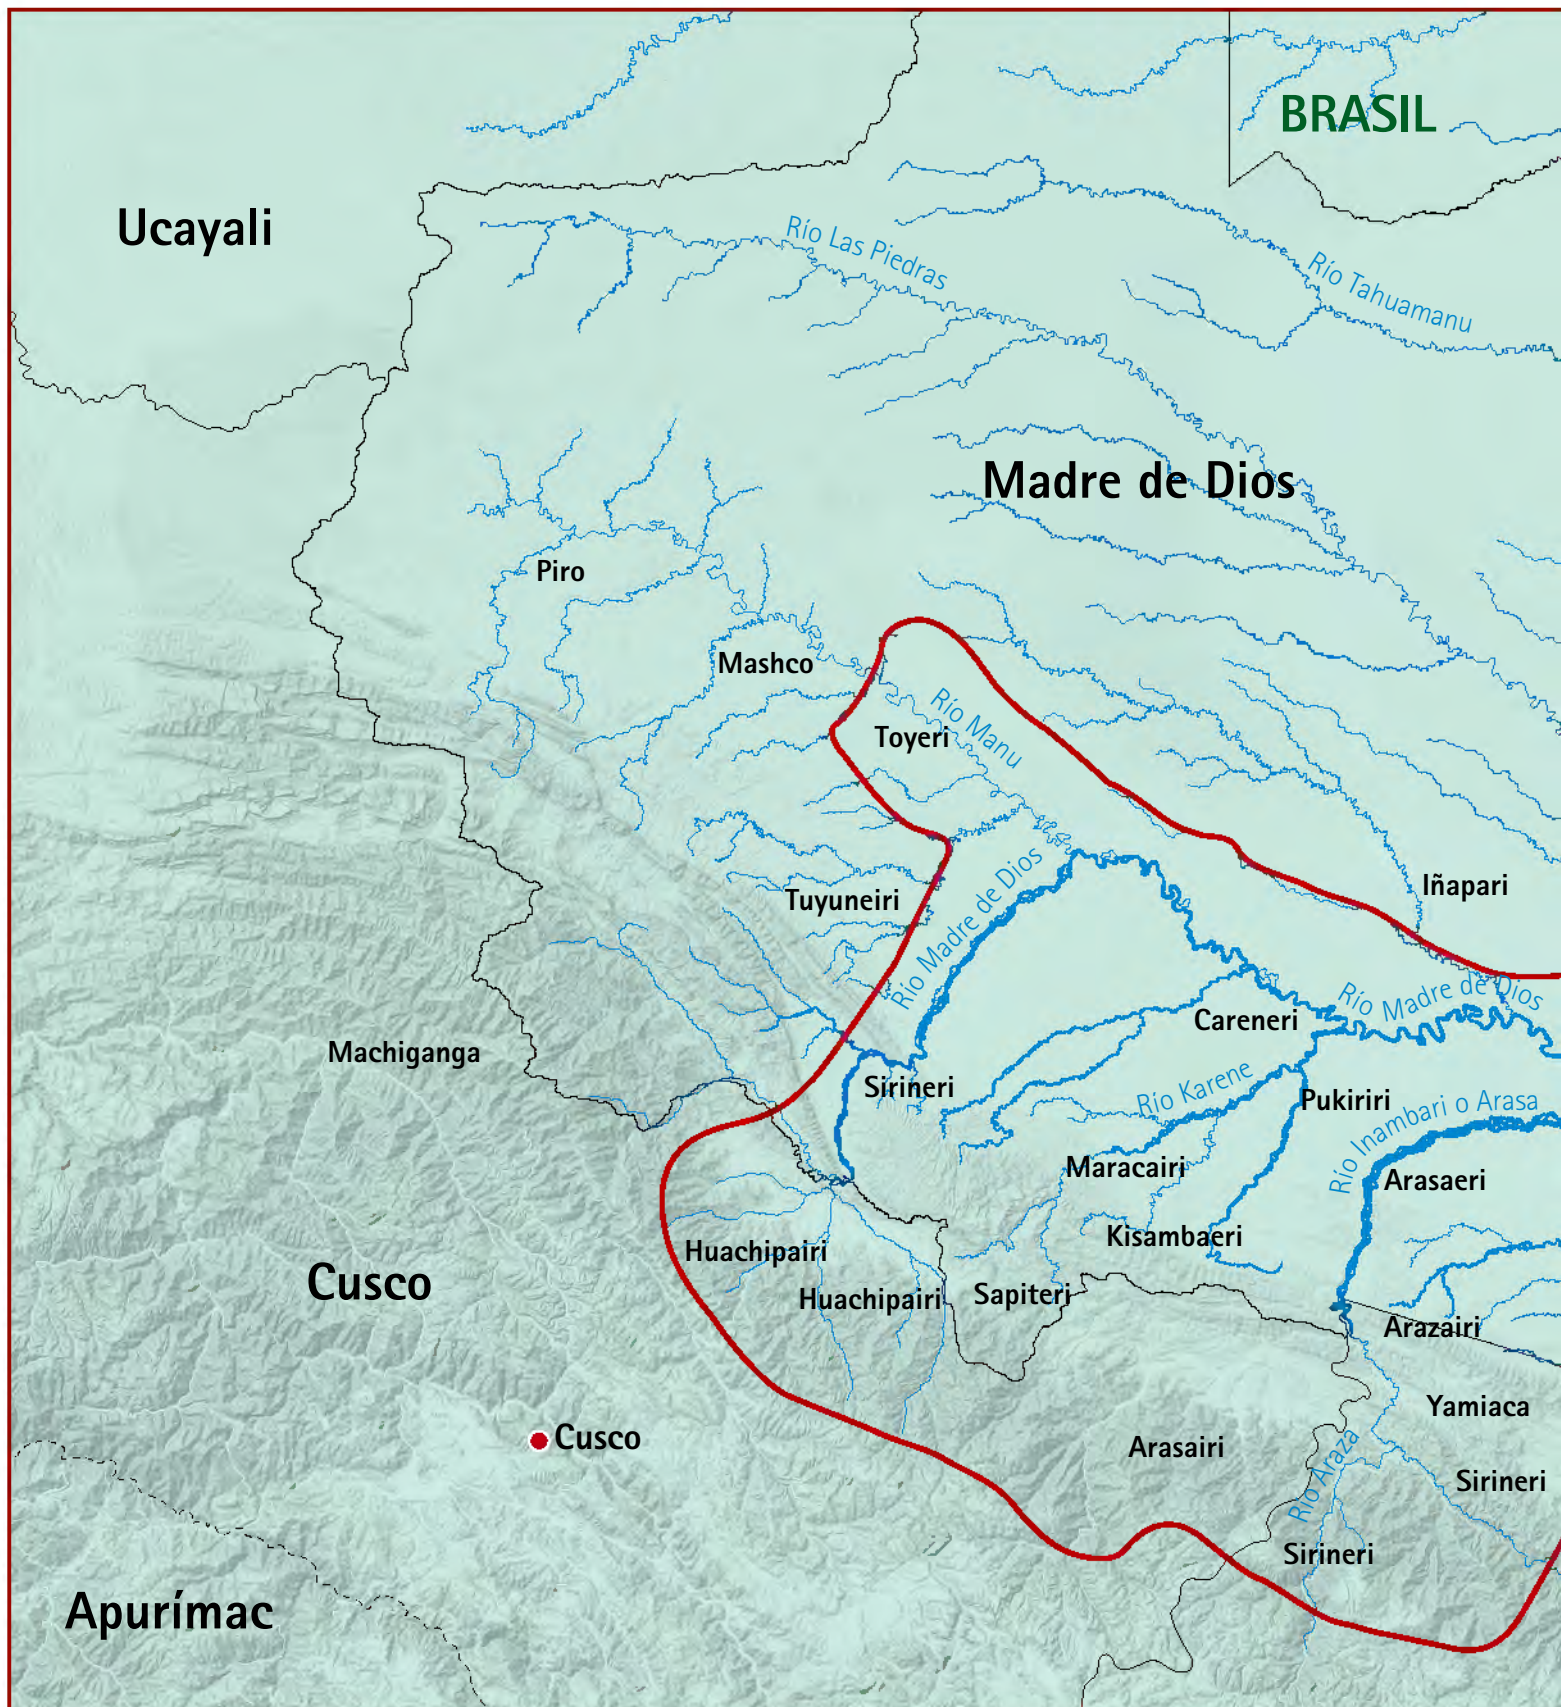 BRASIL
Ucayali
Río Las Piedras
Río Tahuamanu
Madre de Dios
Piro
Mashco
Río Manu
Toyeri
Iñapari
Tuyuneiri
Río Madre de Dios
Río Madre de Dios
Careneri
Machiganga
Sirineri
Río Karene
Pukiriri
Río Inambari o Arasa
Maracairi
Arasaeri
Kisambaeri
Huachipairi
Cusco
Huachipairi
Sapiteri
Arazairi
Yamiaca
Cusco
Arasairi
Río Araza
Sirineri
Sirineri
Apurímac